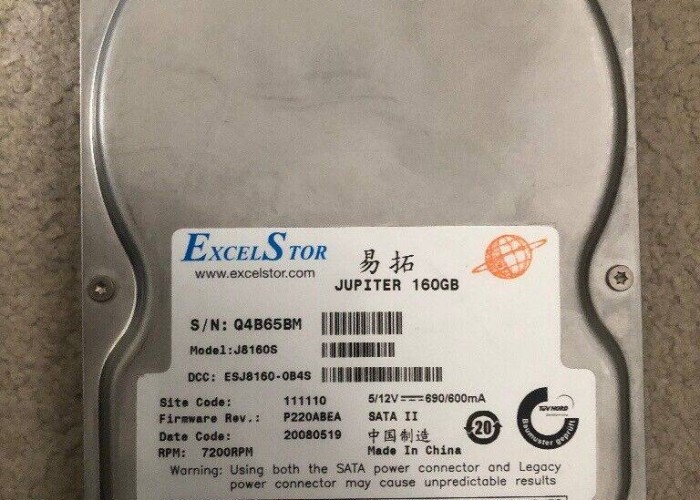 EXCELSTOR
www.excelstor.com
易拓
JUPITER 160GB
S/N: Q4B65BM
Model:J8160S
DCC: ESJ8160-0B4S
Site Code: 111110 5/12V 690/600mA
Firmware Rev.: P220ABEA SATA II
Date Code: 20080519 中国制造
RPM: 7200RPM Made In China
20
TÜV NORD
Baumuster geprüft
Warning: Using both the SATA power connector and Legacy
power connector may cause unpredictable results